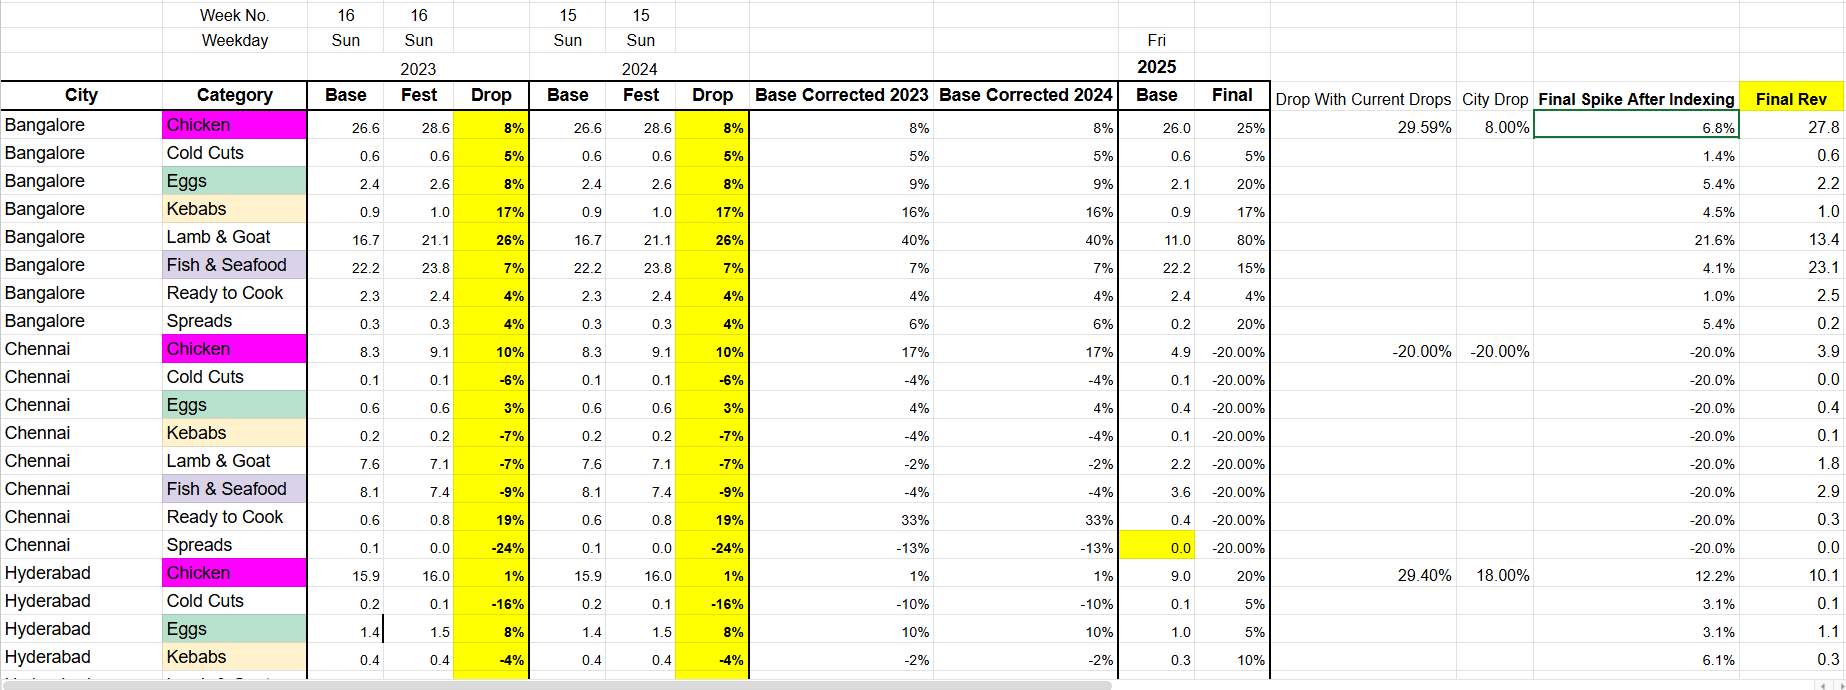 Week No. 16 16 15 15
Weekday Sun Sun Sun Sun Fri
2023 2024 2025
City Category Base Fest Drop Base Fest Drop Base Corrected 2023 Base Corrected 2024 Base Final Drop With Current Drops City Drop Final Spike After Indexing Final Rev
Bangalore Chicken 26.6 28.6 8% 26.6 28.6 8% 8% 8% 26.0 25% 29.59% 8.00% 6.8% 27.8
Bangalore Cold Cuts 0.6 0.6 5% 0.6 0.6 5% 5% 5% 0.6 5% 1.4% 0.6
Bangalore Eggs 2.4 2.6 8% 2.4 2.6 8% 9% 9% 2.1 20% 5.4% 2.2
Bangalore Kebabs 0.9 1.0 17% 0.9 1.0 17% 16% 16% 0.9 17% 4.5% 1.0
Bangalore Lamb & Goat 16.7 21.1 26% 16.7 21.1 26% 40% 40% 11.0 80% 21.6% 13.4
Bangalore Fish & Seafood 22.2 23.8 7% 22.2 23.8 7% 7% 7% 22.2 15% 4.1% 23.1
Bangalore Ready to Cook 2.3 2.4 4% 2.3 2.4 4% 4% 4% 2.4 4% 1.0% 2.5
Bangalore Spreads 0.3 0.3 4% 0.3 0.3 4% 6% 6% 0.2 20% 5.4% 0.2
Chennai Chicken 8.3 9.1 10% 8.3 9.1 10% 17% 17% 4.9 -20.00% -20.00% -20.00% -20.0% 3.9
Chennai Cold Cuts 0.1 0.1 -6% 0.1 0.1 -6% -4% -4% 0.1 -20.00% -20.0% 0.0
Chennai Eggs 0.6 0.6 3% 0.6 0.6 3% 4% 4% 0.4 -20.00% -20.0% 0.4
Chennai Kebabs 0.2 0.2 -7% 0.2 0.2 -7% -4% -4% 0.1 -20.00% -20.0% 0.1
Chennai Lamb & Goat 7.6 7.1 -7% 7.6 7.1 -7% -2% -2% 2.2 -20.00% -20.0% 1.8
Chennai Fish & Seafood 8.1 7.4 -9% 8.1 7.4 -9% -4% -4% 3.6 -20.00% -20.0% 2.9
Chennai Ready to Cook 0.6 0.8 19% 0.6 0.8 19% 33% 33% 0.4 -20.00% -20.0% 0.3
Chennai Spreads 0.1 0.0 -24% 0.1 0.0 -24% -13% -13% 0.0 -20.00% -20.0% 0.0
Hyderabad Chicken 15.9 16.0 1% 15.9 16.0 1% 1% 1% 9.0 20% 29.40% 18.00% 12.2% 10.1
Hyderabad Cold Cuts 0.2 0.1 -16% 0.2 0.1 -16% -10% -10% 0.1 5% 3.1% 0.1
Hyderabad Eggs 1.4 1.5 8% 1.4 1.5 8% 10% 10% 1.0 5% 3.1% 1.1
Hyderabad Kebabs 0.4 0.4 -4% 0.4 0.4 -4% -2% -2% 0.3 10% 6.1% 0.3